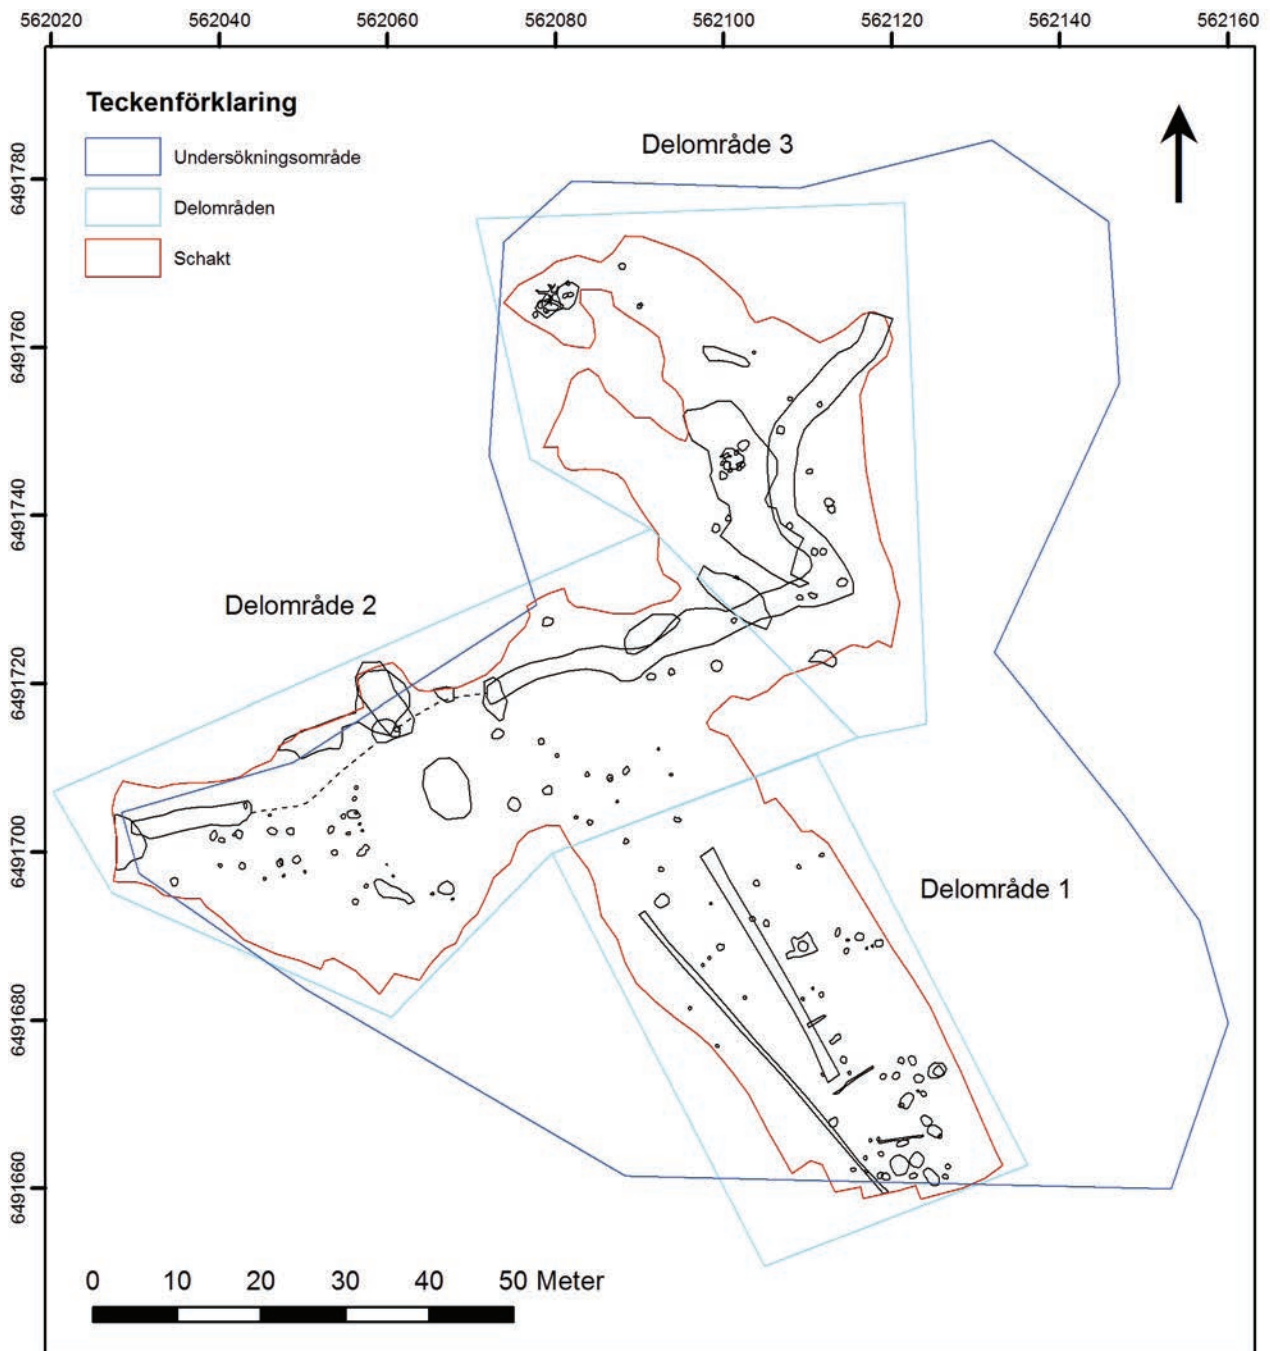 562020 562040 562060 562080 562100 562120 562140 562160
Teckenförklaring
Undersökningsområde
Delområden
Schakt
Delområde 3
Delområde 2
Delområde 1
6491780
6491760
6491740
6491720
6491700
6491680
6491660
0 10 20 30 40 50 Meter